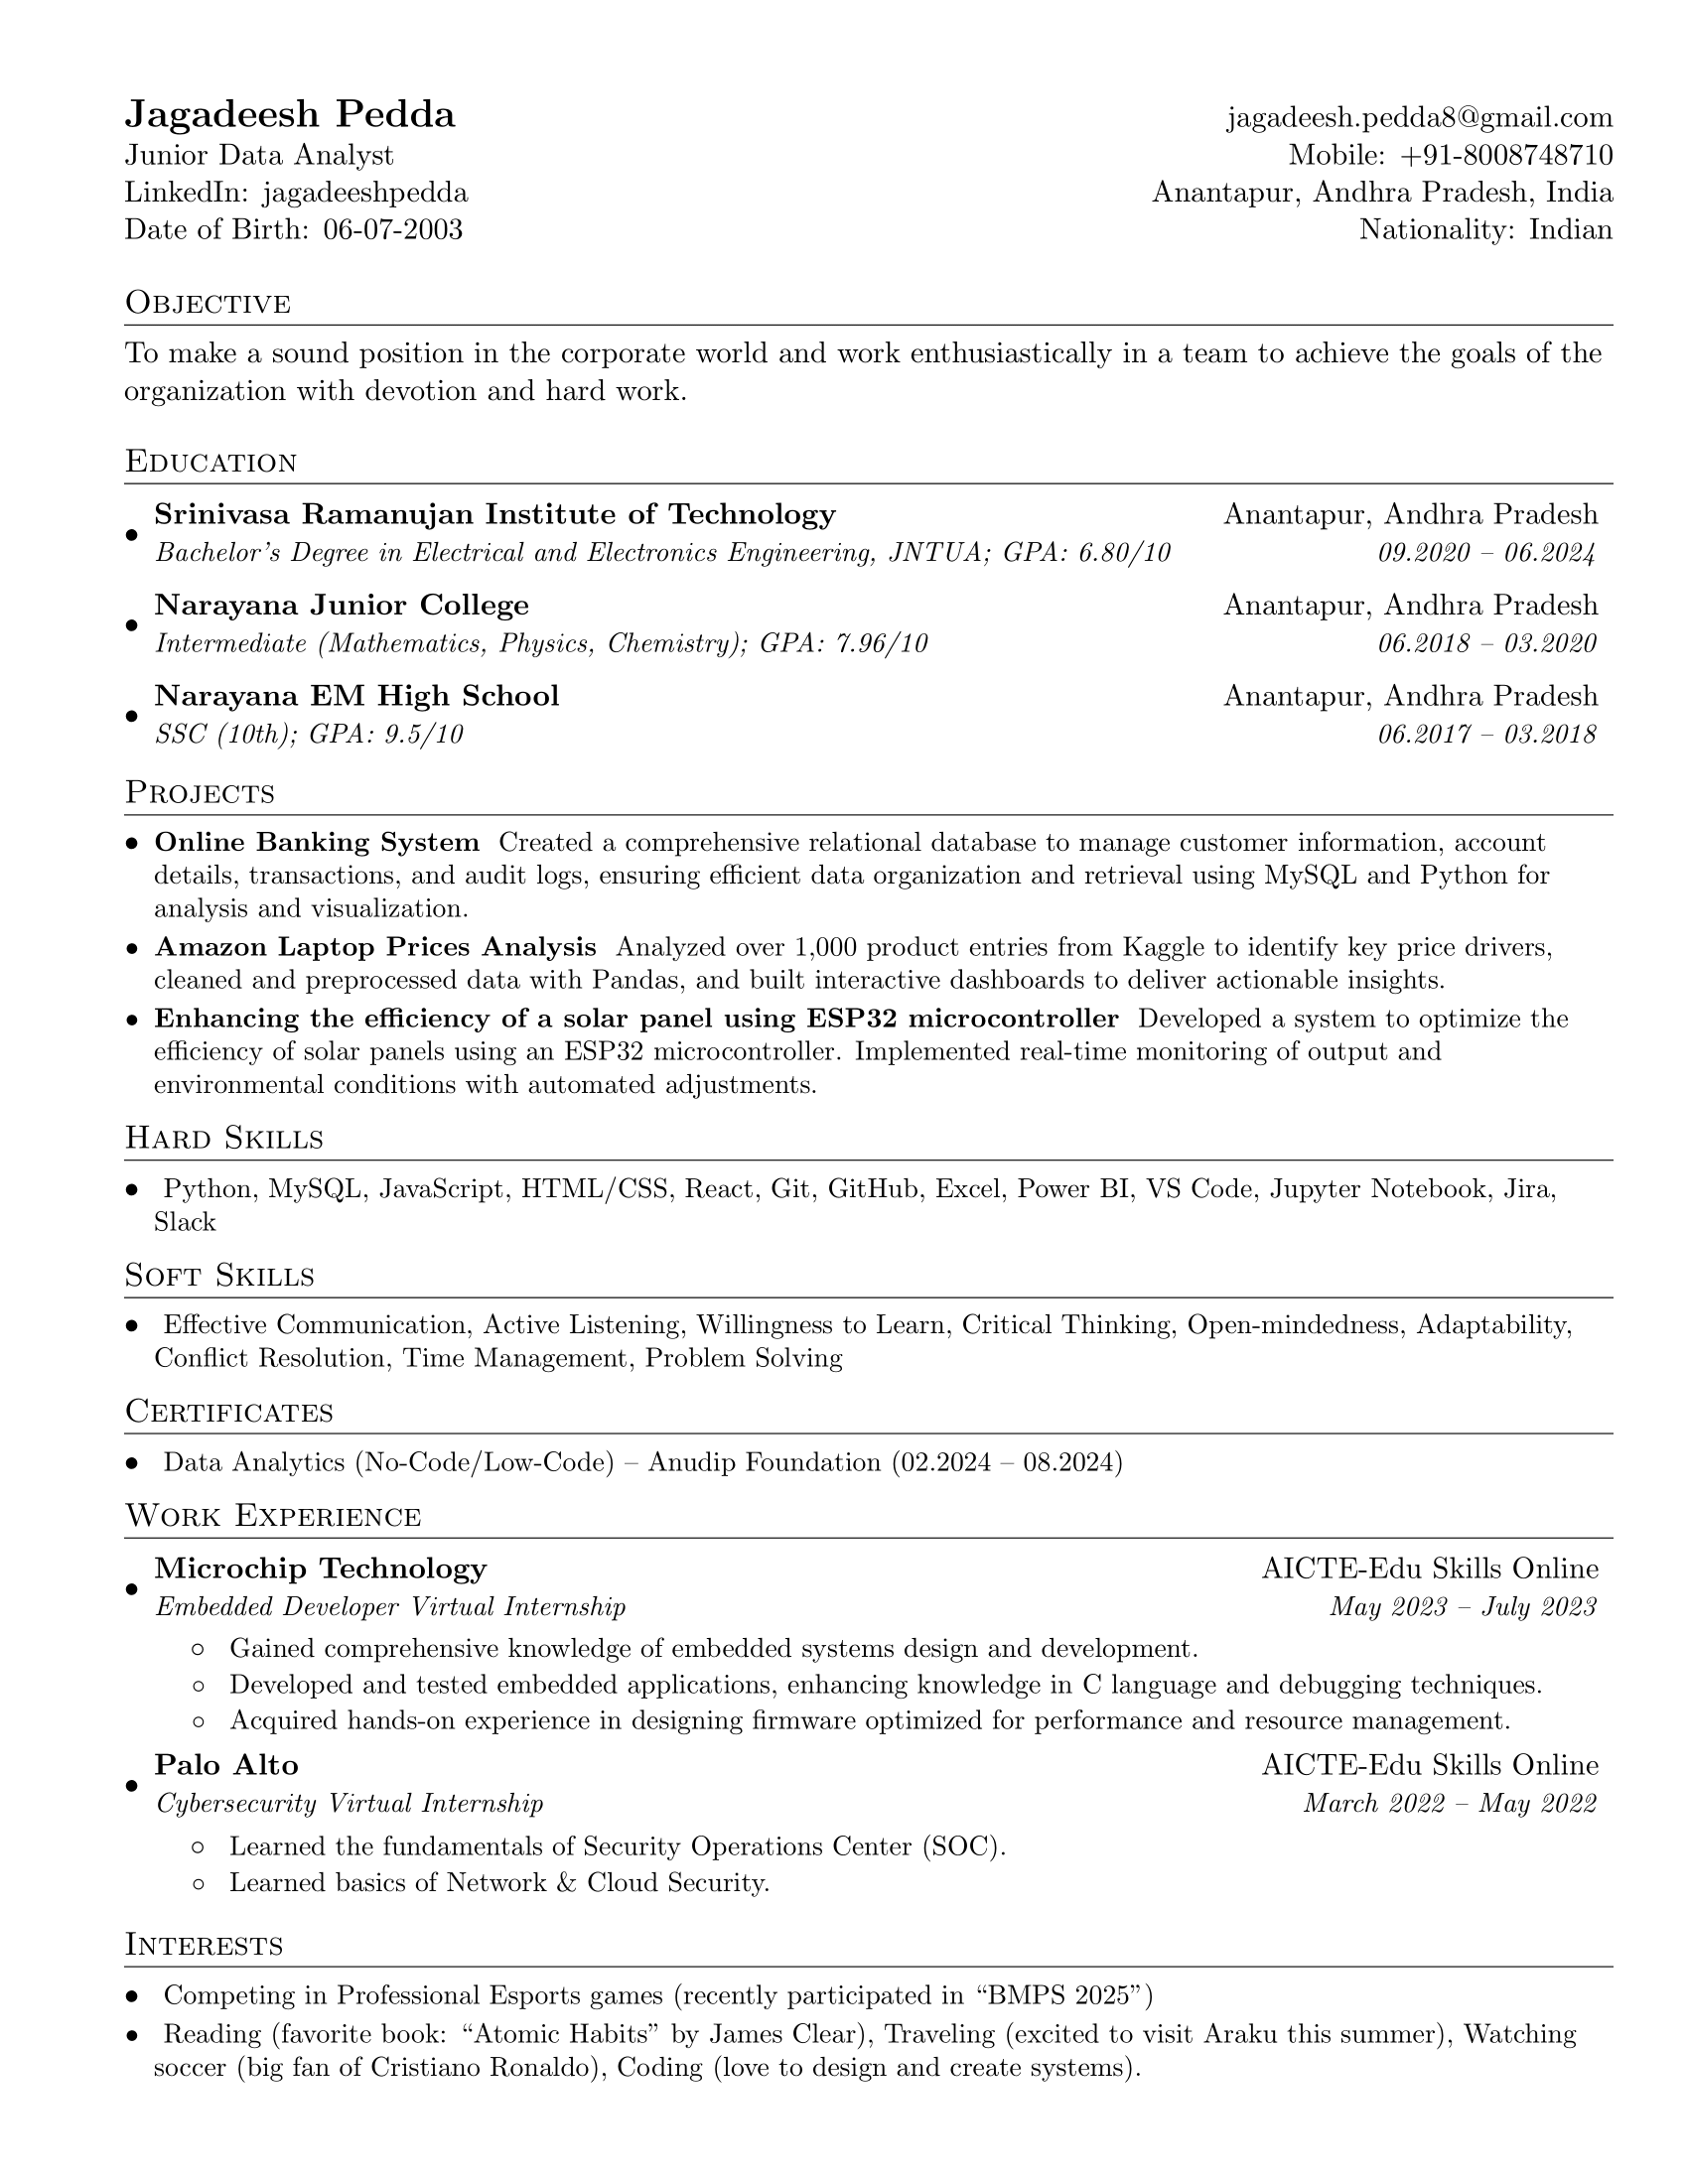 Jagadeesh Pedda jagadeesh.pedda8@gmail.com
Junior Data Analyst Mobile: +91-8008748710
LinkedIn: jagadeeshpedda Anantapur, Andhra Pradesh, India
Date of Birth: 06-07-2003 Nationality: Indian
Objective
To make a sound position in the corporate world and work enthusiastically in a team to achieve the goals of the
organization with devotion and hard work.
Education
• Srinivasa Ramanujan Institute of Technology Anantapur, Andhra Pradesh
Bachelor's Degree in Electrical and Electronics Engineering, JNTUA; GPA: 6.80/10 09.2020 – 06.2024
• Narayana Junior College Anantapur, Andhra Pradesh
Intermediate (Mathematics, Physics, Chemistry); GPA: 7.96/10 06.2018 – 03.2020
• Narayana EM High School Anantapur, Andhra Pradesh
SSC (10th); GPA: 9.5/10 06.2017 – 03.2018
Projects
• Online Banking System Created a comprehensive relational database to manage customer information, account
details, transactions, and audit logs, ensuring efficient data organization and retrieval using MySQL and Python for
analysis and visualization.
• Amazon Laptop Prices Analysis Analyzed over 1,000 product entries from Kaggle to identify key price drivers,
cleaned and preprocessed data with Pandas, and built interactive dashboards to deliver actionable insights.
• Enhancing the efficiency of a solar panel using ESP32 microcontroller Developed a system to optimize the
efficiency of solar panels using an ESP32 microcontroller. Implemented real-time monitoring of output and
environmental conditions with automated adjustments.
Hard Skills
• Python, MySQL, JavaScript, HTML/CSS, React, Git, GitHub, Excel, Power BI, VS Code, Jupyter Notebook, Jira,
Slack
Soft Skills
• Effective Communication, Active Listening, Willingness to Learn, Critical Thinking, Open-mindedness, Adaptability,
Conflict Resolution, Time Management, Problem Solving
Certificates
• Data Analytics (No-Code/Low-Code) – Anudip Foundation (02.2024 – 08.2024)
Work Experience
• Microchip Technology AICTE-Edu Skills Online
Embedded Developer Virtual Internship May 2023 – July 2023
◦ Gained comprehensive knowledge of embedded systems design and development.
◦ Developed and tested embedded applications, enhancing knowledge in C language and debugging techniques.
◦ Acquired hands-on experience in designing firmware optimized for performance and resource management.
• Palo Alto AICTE-Edu Skills Online
Cybersecurity Virtual Internship March 2022 – May 2022
◦ Learned the fundamentals of Security Operations Center (SOC).
◦ Learned basics of Network & Cloud Security.
Interests
• Competing in Professional Esports games (recently participated in “BMPS 2025”)
• Reading (favorite book: “Atomic Habits” by James Clear), Traveling (excited to visit Araku this summer), Watching
soccer (big fan of Cristiano Ronaldo), Coding (love to design and create systems).